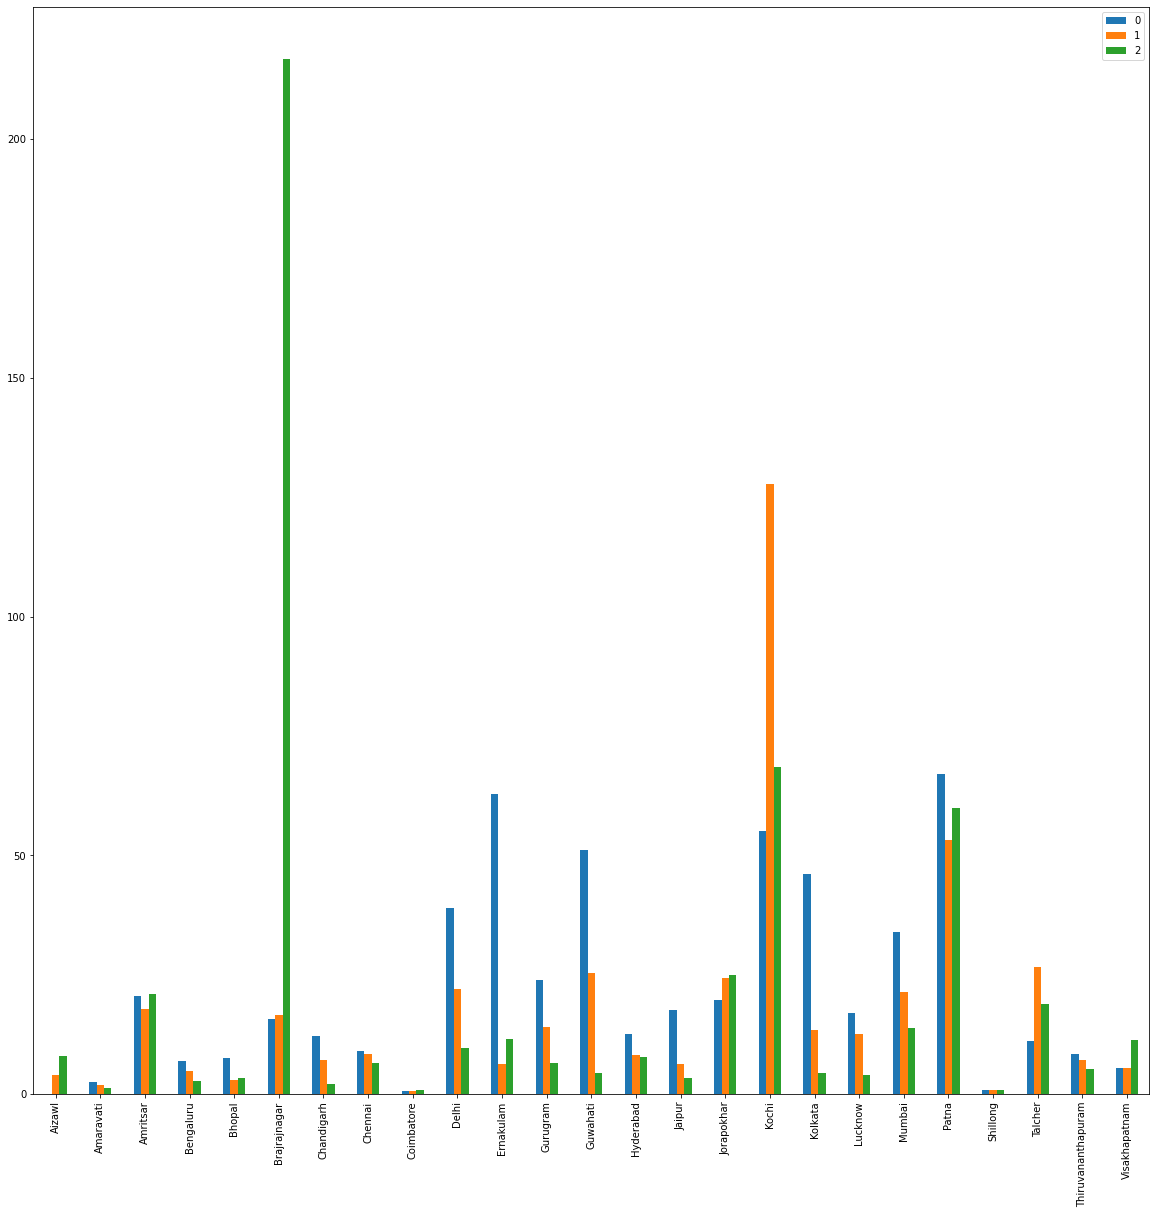 0
1
2
200
150
100
50
0
Aizawl
Amaravati
Amritsar
Bengaluru
Bhopal
Brajrajnagar
Chandigarh
Chennai
Coimbatore
Delhi
Ernakulam
Gurugram
Guwahati
Hyderabad
Jaipur
Jorapokhar
Kochi
Kolkata
Lucknow
Mumbai
Patna
Shillong
Talcher
Thiruvananthapuram
Visakhapatnam